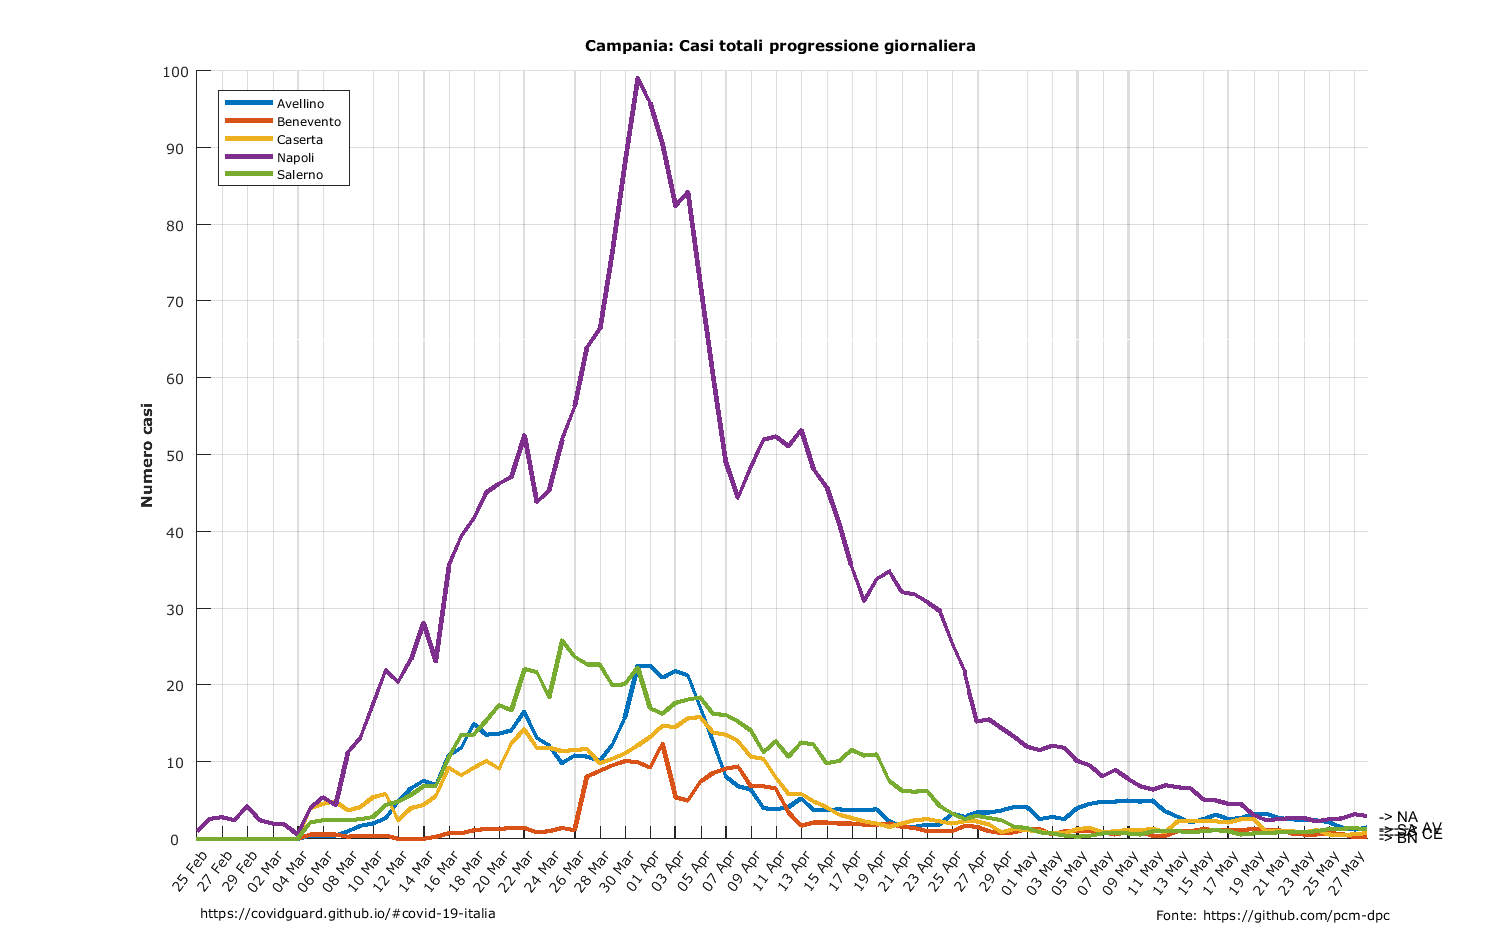 Campania: Casi totali progressione giornaliera
100
90
80
70
60
50
40
30
20
10
0
Numero casi
Avellino
Benevento
Caserta
Napoli
Salerno
-> NA
-> SA AV
CE
-> BN
25 Feb
27 Feb
29 Feb
02 Mar
04 Mar
06 Mar
08 Mar
10 Mar
12 Mar
14 Mar
16 Mar
18 Mar
20 Mar
22 Mar
24 Mar
26 Mar
28 Mar
30 Mar
01 Apr
03 Apr
05 Apr
07 Apr
09 Apr
11 Apr
13 Apr
15 Apr
17 Apr
19 Apr
21 Apr
23 Apr
25 Apr
27 Apr
29 Apr
01 May
03 May
05 May
07 May
09 May
11 May
13 May
15 May
17 May
19 May
21 May
23 May
25 May
27 May
https://covidguard.github.io/#covid-19-italia
Fonte: https://github.com/pcm-dpc